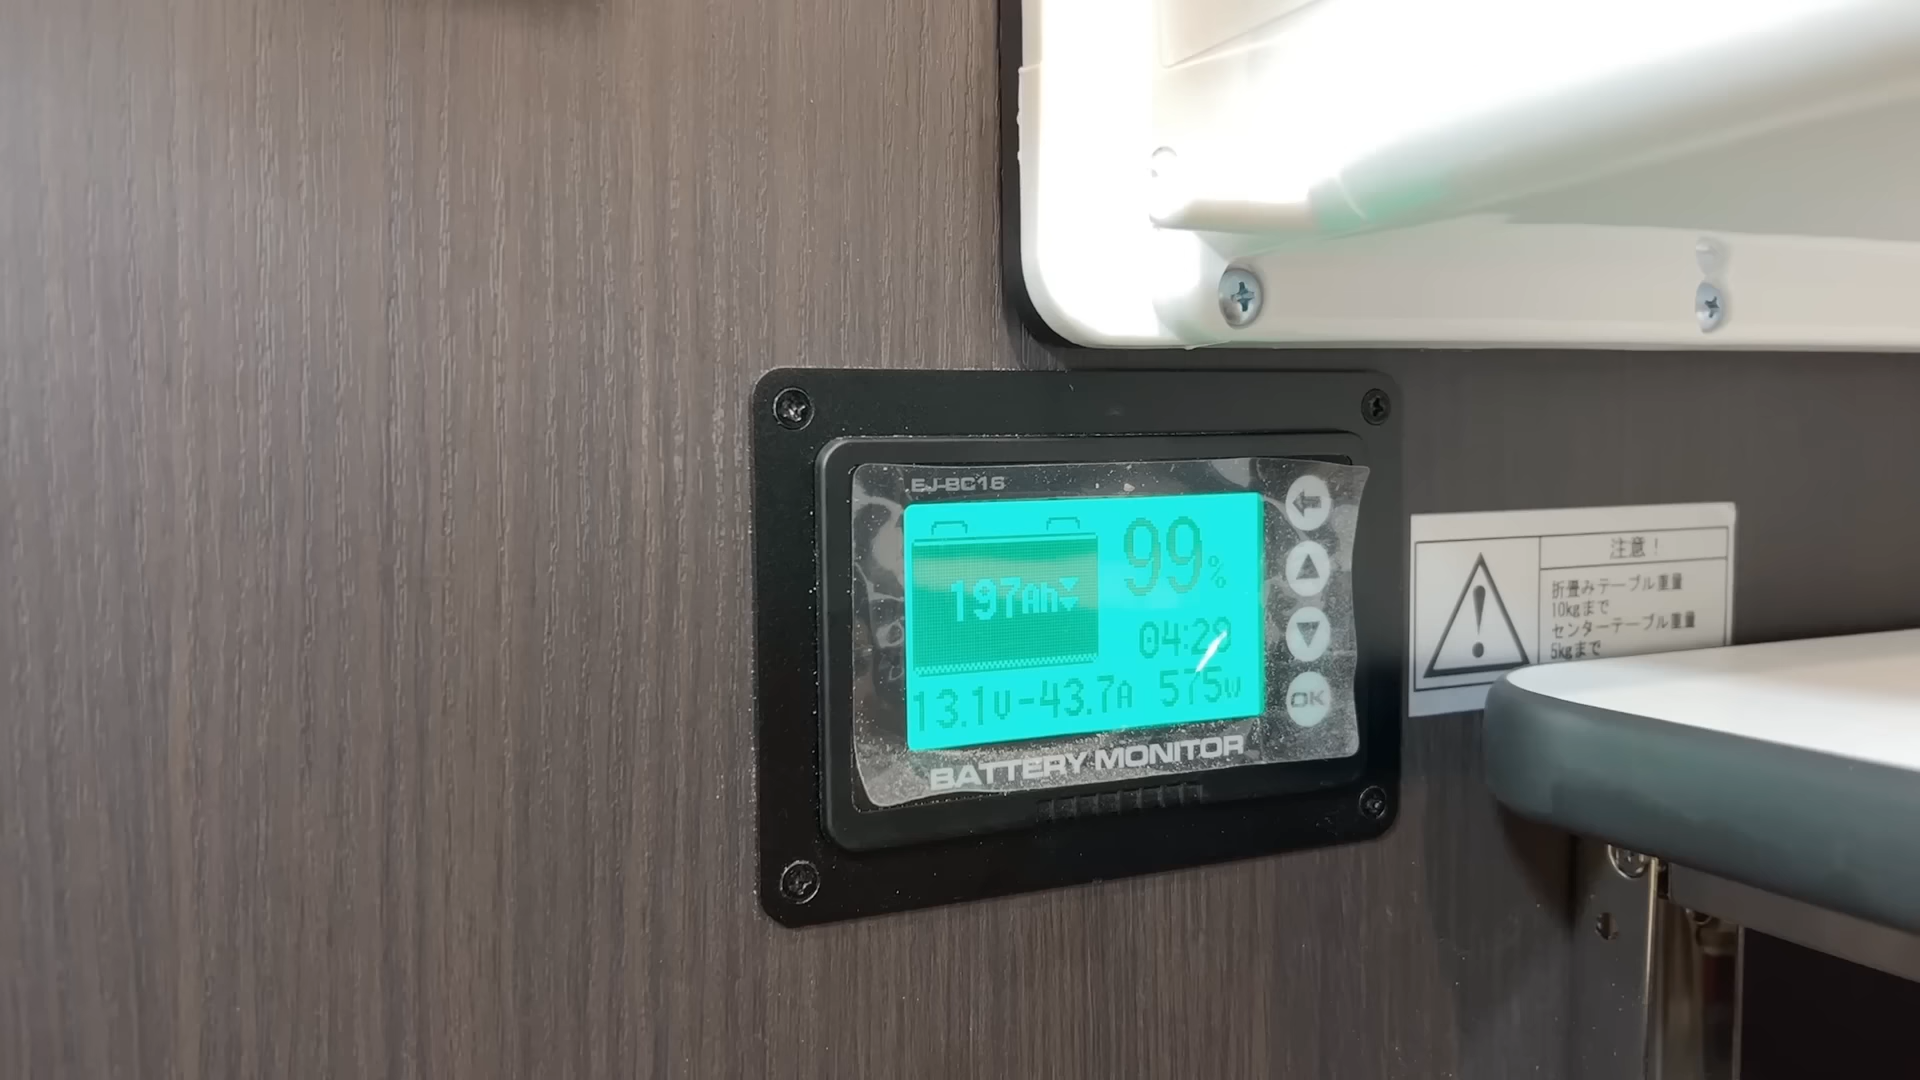 EJ-BC16
197Ah
99%
04:29
13.1V-43.7A 575W
OK
BATTERY MONITOR
注意！
折畳みテーブル重量
10kgまで
センターテーブル重量
5kgまで